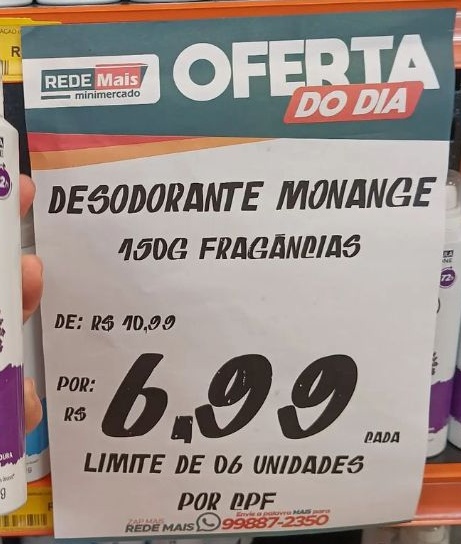 REDE Mais
minimercado
OFERTA
DO DIA
DESODORANTE MONANGE
150G FRAGÂNCIAS
DE: R$ 10,99
POR:
R$ 6,99 CADA
LIMITE DE 06 UNIDADES
POR CPF
ZAP MAIS
REDE MAIS
Envie a palavra MAIS para
99887-2350